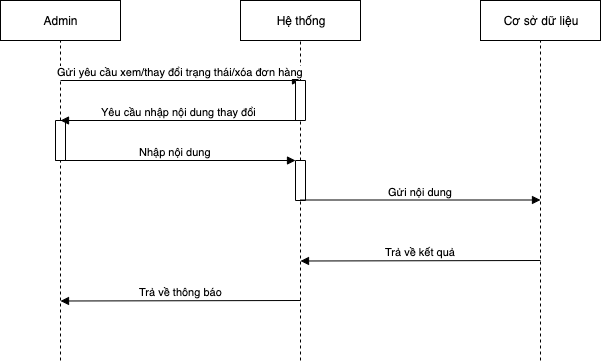 Admin
Hệ thống
Cơ sở dữ liệu
Gửi yêu cầu xem/thay đổi trạng thái/xóa đơn hàng
Yêu cầu nhập nội dung thay đổi
Nhập nội dung
Gửi nội dung
Trả về kết quả
Trả về thông báo